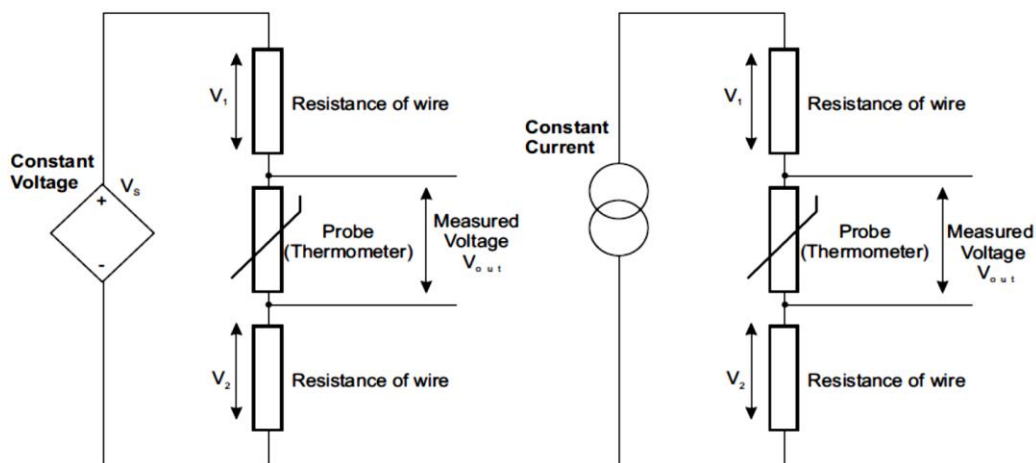 V₁
Resistance of wire
Constant
Voltage
Vₛ
+
-
Probe
(Thermometer)
Measured
Voltage
Vₒᵤₜ
V₂
Resistance of wire
V₁
Resistance of wire
Constant
Current
Probe
(Thermometer)
Measured
Voltage
Vₒᵤₜ
V₂
Resistance of wire